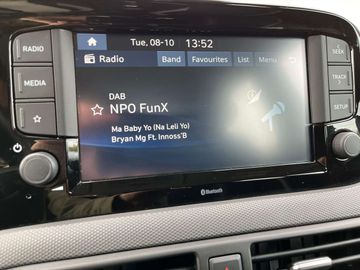 RADIO
MEDIA
Tue, 08-10 13:52
Radio Band Favourites List Menu
DAB
NPO FunX
Ma Baby Yo (Na Leli Yo)
Bryan Mg Ft. Innoss'B
SEEK
TRACK
SETUP
Bluetooth